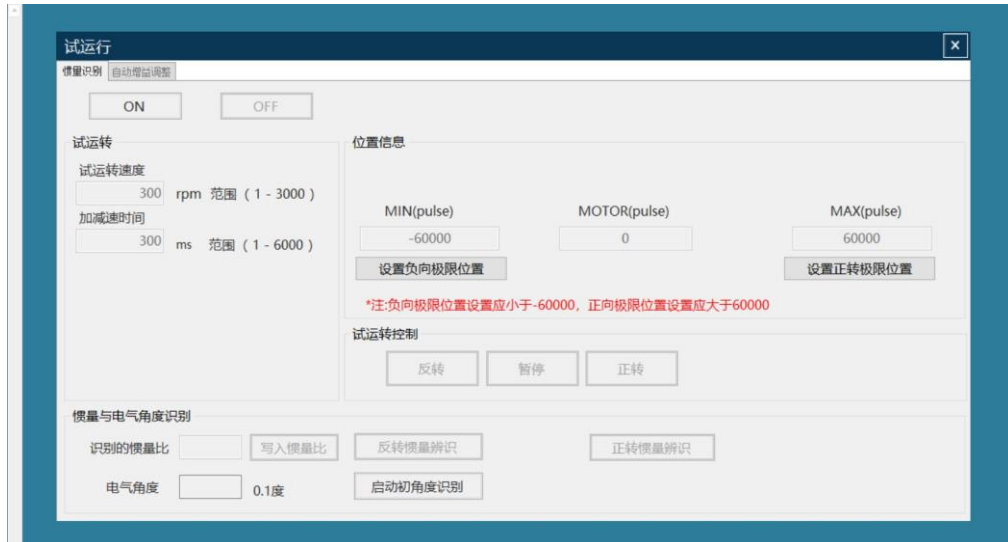 试运行
惯量识别 自动增益调整
ON OFF
试运转
试运转速度
300 rpm 范围 ( 1 - 3000 )
加减速时间
300 ms 范围 ( 1 - 6000 )
位置信息
MIN(pulse) MOTOR(pulse) MAX(pulse)
-60000 0 60000
设置负向极限位置 设置正转极限位置
*注:负向极限位置设置应小于-60000，正向极限位置设置应大于60000
试运转控制
反转 暂停 正转
惯量与电气角度识别
识别的惯量比 写入惯量比 反转惯量辨识 正转惯量辨识
电气角度 0.1度 启动初角度识别